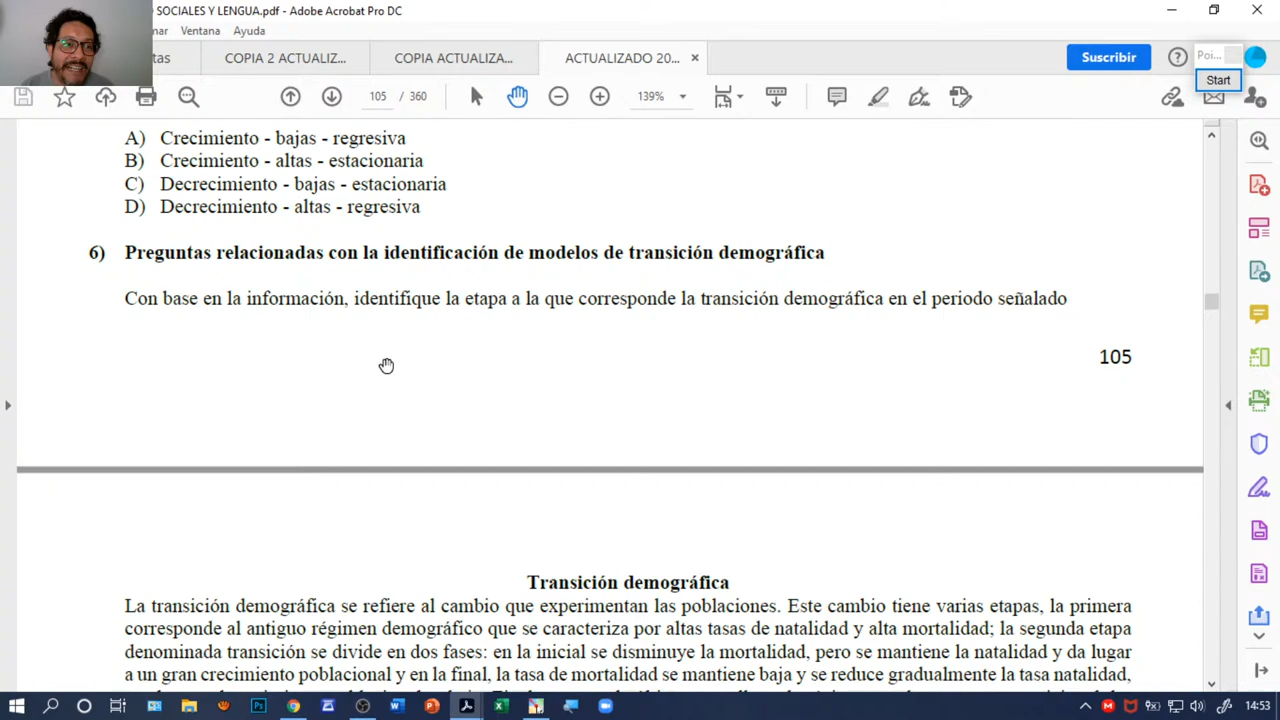 SOCIALES Y LENGUA.pdf - Adobe Acrobat Pro DC
mar Ventana Ayuda
tas COPIA 2 ACTUALIZ... COPIA ACTUALIZA... ACTUALIZADO 20... ×
Suscribir
Poi...
Start
105 / 360
139%
A) Crecimiento - bajas - regresiva
B) Crecimiento - altas - estacionaria
C) Decrecimiento - bajas - estacionaria
D) Decrecimiento - altas - regresiva
6) Preguntas relacionadas con la identificación de modelos de transición demográfica
Con base en la información, identifique la etapa a la que corresponde la transición demográfica en el periodo señalado
105
Transición demográfica
La transición demográfica se refiere al cambio que experimentan las poblaciones. Este cambio tiene varias etapas, la primera
corresponde al antiguo régimen demográfico que se caracteriza por altas tasas de natalidad y alta mortalidad; la segunda etapa
denominada transición se divide en dos fases: en la inicial se disminuye la mortalidad, pero se mantiene la natalidad y da lugar
a un gran crecimiento poblacional y en la final, la tasa de mortalidad se mantiene baja y se reduce gradualmente la tasa natalidad,
14:53